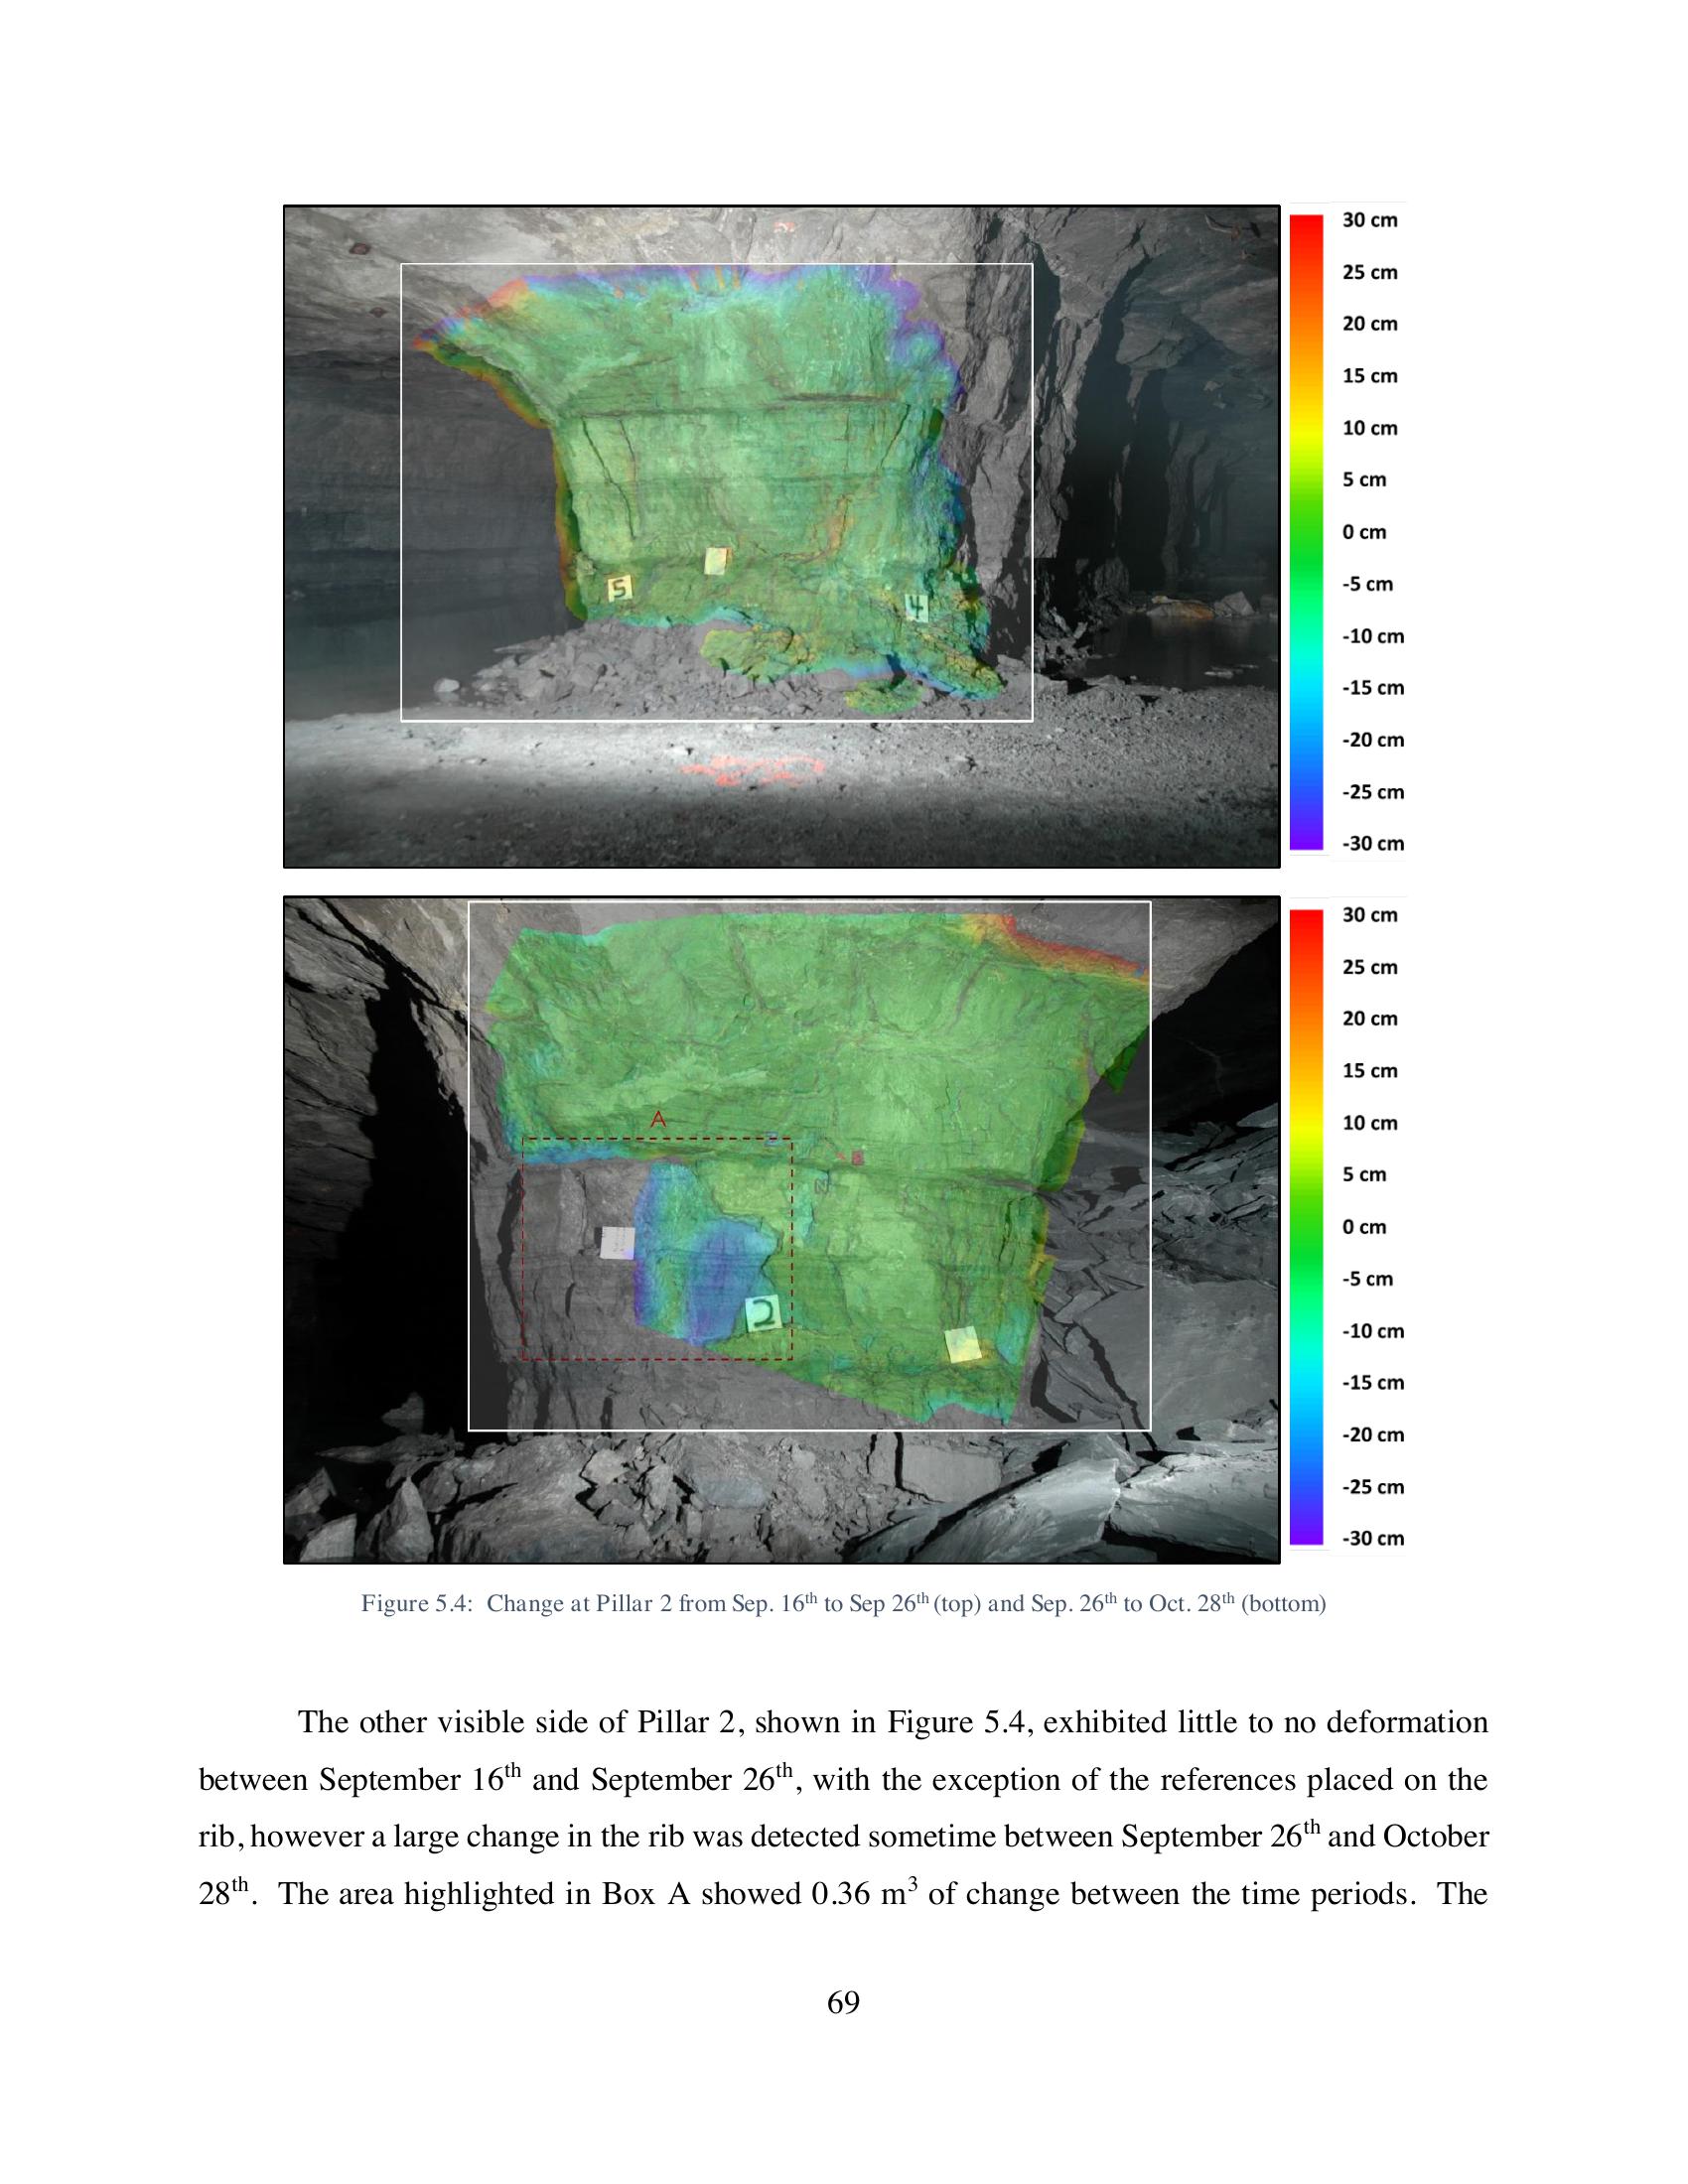 30 cm
25 cm
20 cm
15 cm
10 cm
5 cm
0 cm
-5 cm
-10 cm
-15 cm
-20 cm
-25 cm
-30 cm
5
4
30 cm
25 cm
20 cm
15 cm
10 cm
5 cm
0 cm
-5 cm
-10 cm
-15 cm
-20 cm
-25 cm
-30 cm
A
2
Figure 5.4: Change at Pillar 2 from Sep. 16th to Sep 26th (top) and Sep. 26th to Oct. 28th (bottom)
The other visible side of Pillar 2, shown in Figure 5.4, exhibited little to no deformation
between September 16th and September 26th, with the exception of the references placed on the
rib, however a large change in the rib was detected sometime between September 26th and October
28th. The area highlighted in Box A showed 0.36 m³ of change between the time periods. The
69